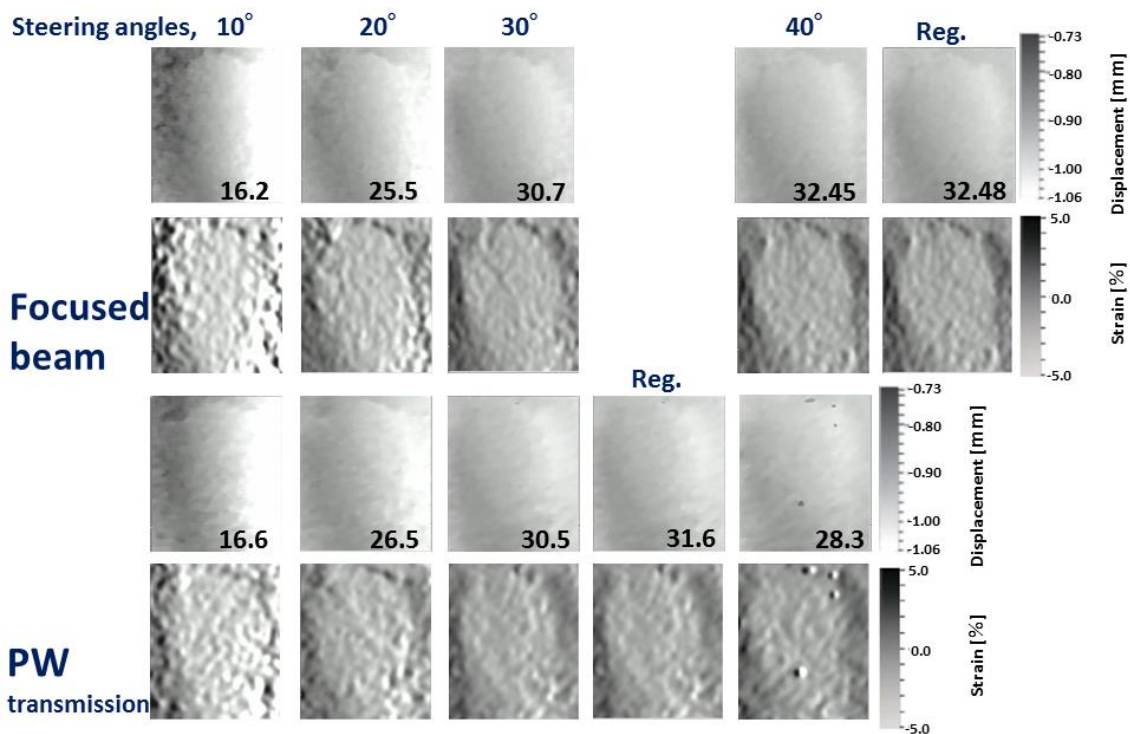 Steering angles, 10° 20° 30° 40° Reg.
16.2 25.5 30.7 32.45 32.48
-0.73
-0.80
-0.90
-1.00
-1.06
Displacement [mm]
Focused
beam
5.0
0.0
-5.0
Strain [%]
Reg.
16.6 26.5 30.5 31.6 28.3
-0.73
-0.80
-0.90
-1.00
-1.06
Displacement [mm]
PW
transmission
5.0
0.0
-5.0
Strain [%]